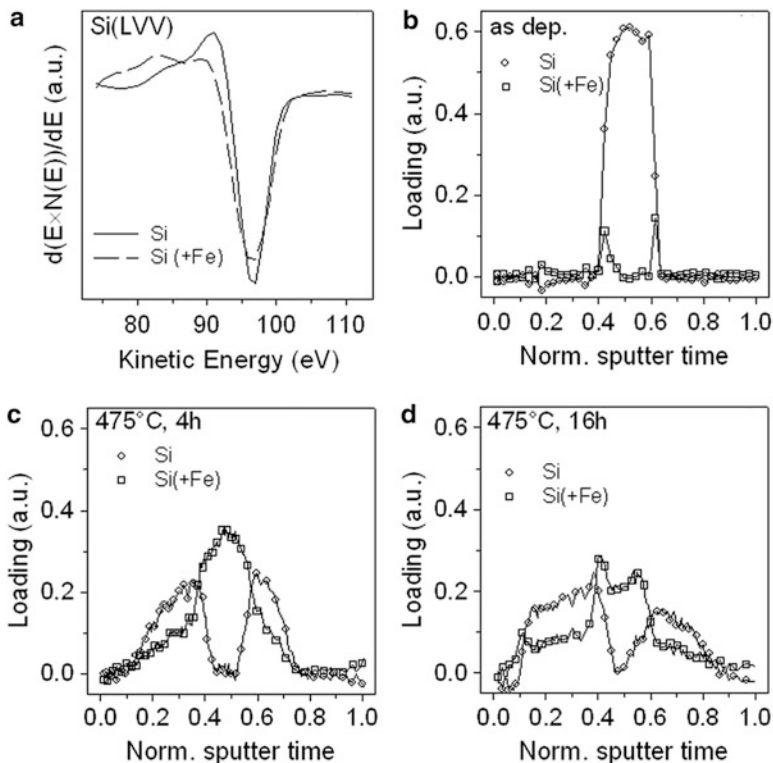 a
Si(LVV)
d(E×N(E))/dE (a.u.)
Si
Si (+Fe)
80 90 100 110
Kinetic Energy (eV)
b
as dep.
Si
Si(+Fe)
Loading (a.u.)
0.6
0.4
0.2
0.0
0.0 0.2 0.4 0.6 0.8 1.0
Norm. sputter time
c
475°C, 4h
Si
Si(+Fe)
Loading (a.u.)
0.6
0.4
0.2
0.0
0.0 0.2 0.4 0.6 0.8 1.0
Norm. sputter time
d
475°C, 16h
Si
Si(+Fe)
Loading (a.u.)
0.6
0.4
0.2
0.0
0.0 0.2 0.4 0.6 0.8 1.0
Norm. sputter time